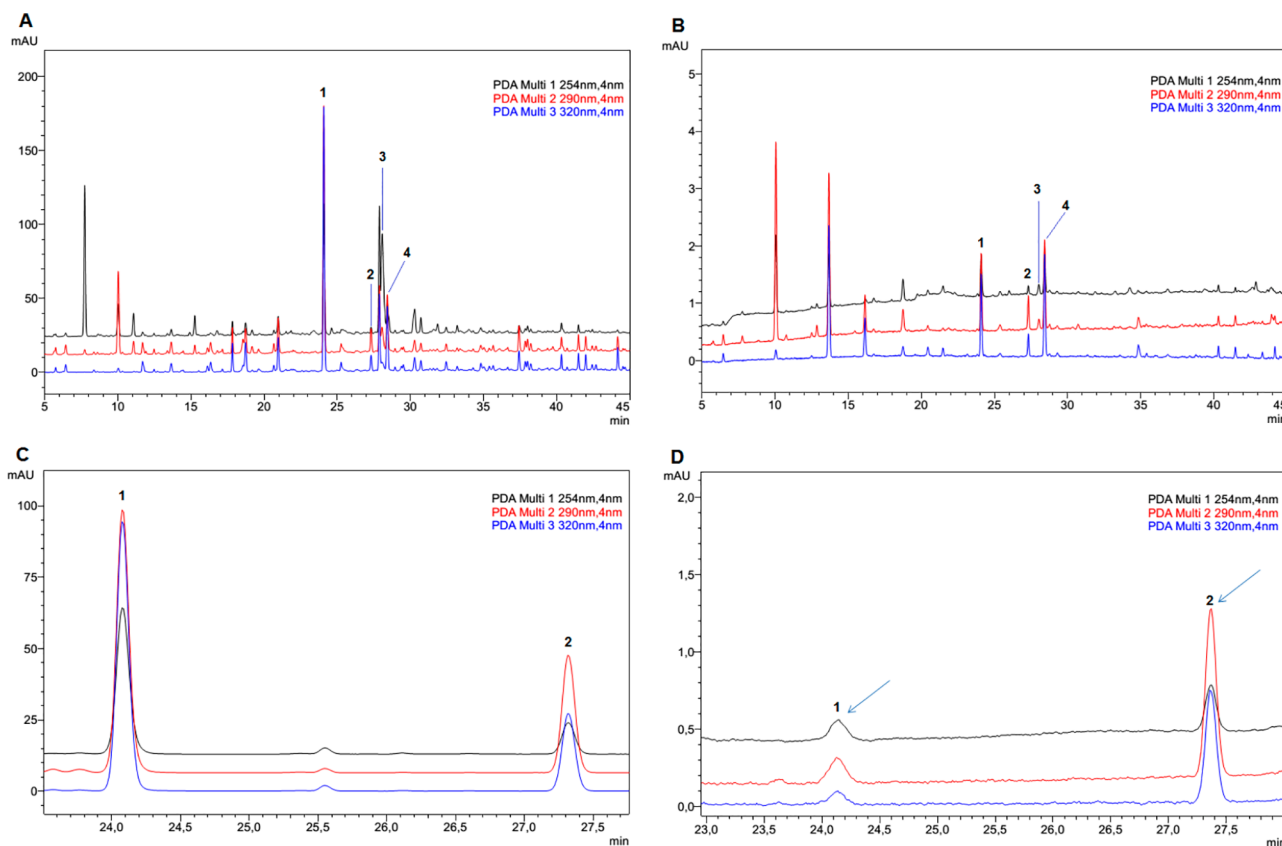 A
mAU
200
150
100
50
0
PDA Multi 1 254nm,4nm
PDA Multi 2 290nm,4nm
PDA Multi 3 320nm,4nm
1
2
3
4
5 10 15 20 25 30 35 40 45
min
B
mAU
5
4
3
2
1
0
PDA Multi 1 254nm,4nm
PDA Multi 2 290nm,4nm
PDA Multi 3 320nm,4nm
1
2
3
4
5 10 15 20 25 30 35 40 45
min
C
mAU
100
75
50
25
0
PDA Multi 1 254nm,4nm
PDA Multi 2 290nm,4nm
PDA Multi 3 320nm,4nm
1
2
24,0 24,5 25,0 25,5 26,0 26,5 27,0 27,5
min
D
mAU
2,0
1,5
1,0
0,5
0,0
PDA Multi 1 254nm,4nm
PDA Multi 2 290nm,4nm
PDA Multi 3 320nm,4nm
1
2
23,0 23,5 24,0 24,5 25,0 25,5 26,0 26,5 27,0 27,5
min